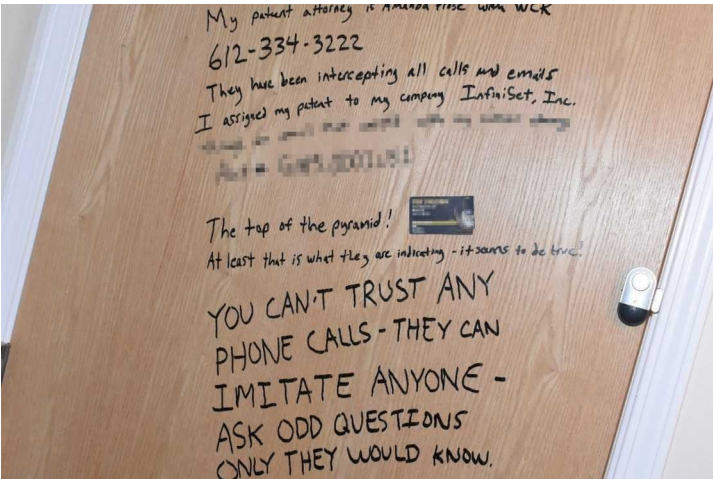 My patent attorney is Amanda Prose with WCK
612-334-3222
They have been intercepting all calls and emails
I assigned my patent to my company InfiniSet, Inc.
The top of the pyramid!
At least that is what they are indicating - it seems to be true!
YOU CAN'T TRUST ANY
PHONE CALLS - THEY CAN
IMITATE ANYONE -
ASK ODD QUESTIONS
ONLY THEY WOULD KNOW.